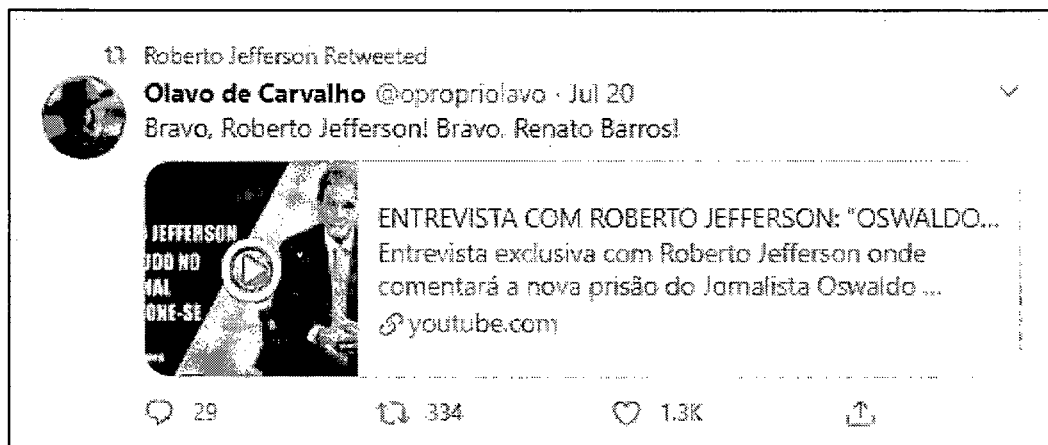 Roberto Jefferson Retweeted
Olavo de Carvalho @opropriolavo · Jul 20
Bravo, Roberto Jefferson! Bravo, Renato Barros!
JEFFERSON
ENTREVISTA COM ROBERTO JEFFERSON: "OSWALDO...
Entrevista exclusiva com Roberto Jefferson onde
comentará a nova prisão do Jornalista Oswaldo ...
youtube.com
29 334 1.3K